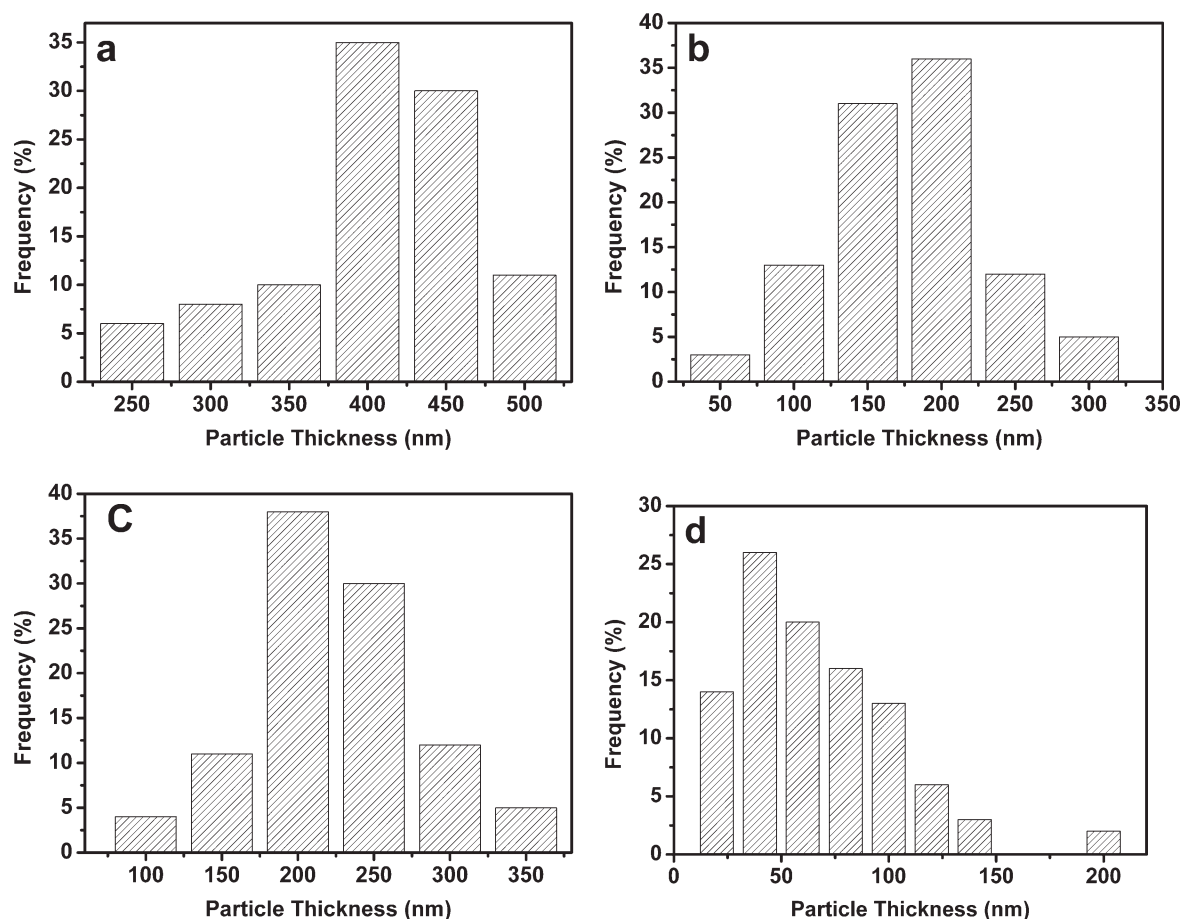 a
35
30
25
20
15
10
5
0
Frequency (%)
250 300 350 400 450 500
Particle Thickness (nm)
b
40
35
30
25
20
15
10
5
0
Frequency (%)
50 100 150 200 250 300 350
Particle Thickness (nm)
C
40
35
30
25
20
15
10
5
0
Frequency (%)
100 150 200 250 300 350
Particle Thickness (nm)
d
30
25
20
15
10
5
0
Frequency (%)
0 50 100 150 200
Particle Thickness (nm)